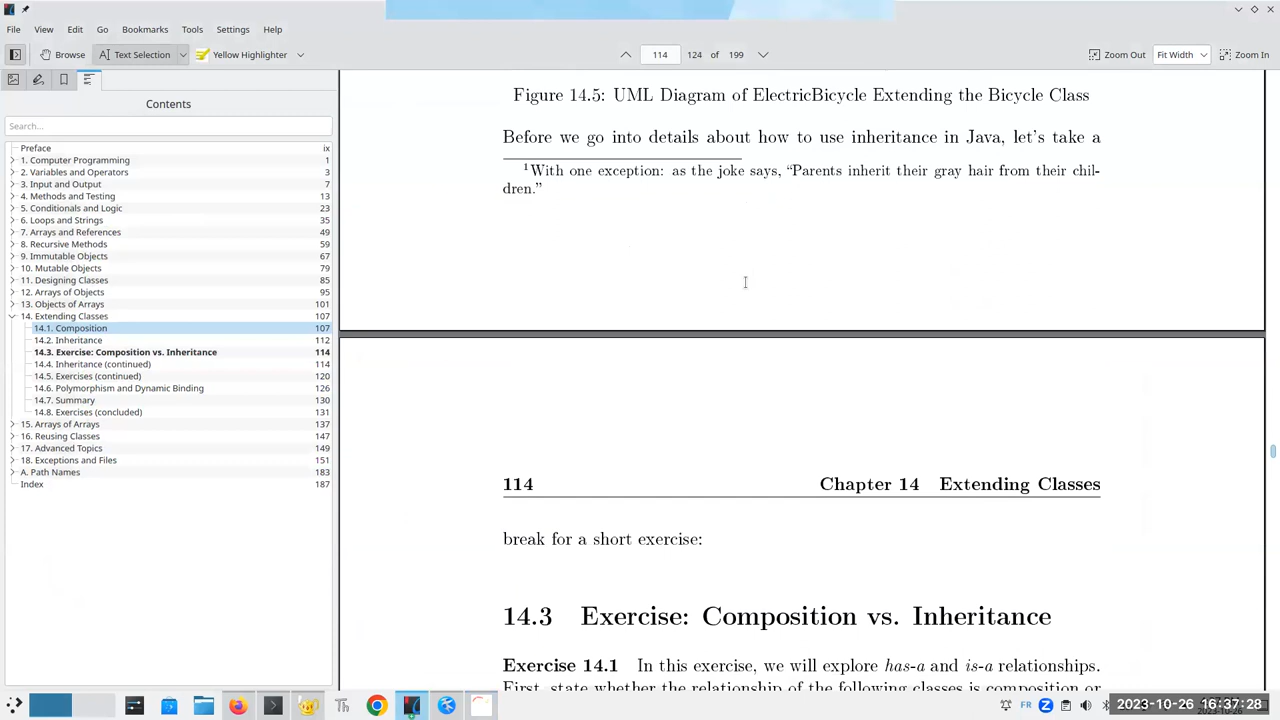 File View Edit Go Bookmarks Tools Settings Help
Browse Text Selection Yellow Highlighter 114 124 of 199 Zoom Out Fit Width Zoom In
Contents
Search...
Preface ix
1. Computer Programming 1
2. Variables and Operators 3
3. Input and Output 7
4. Methods and Testing 13
5. Conditionals and Logic 23
6. Loops and Strings 35
7. Arrays and References 49
8. Recursive Methods 59
9. Immutable Objects 67
10. Mutable Objects 79
11. Designing Classes 85
12. Arrays of Objects 95
13. Objects of Arrays 101
14. Extending Classes 107
14.1. Composition 107
14.2. Inheritance 112
14.3. Exercise: Composition vs. Inheritance 114
14.4. Inheritance (continued) 114
14.5. Exercises (continued) 120
14.6. Polymorphism and Dynamic Binding 126
14.7. Summary 130
14.8. Exercises (concluded) 131
15. Arrays of Arrays 137
16. Reusing Classes 147
17. Advanced Topics 149
18. Exceptions and Files 151
A. Path Names 183
Index 187
Figure 14.5: UML Diagram of ElectricBicycle Extending the Bicycle Class
Before we go into details about how to use inheritance in Java, let's take a
1With one exception: as the joke says, “Parents inherit their gray hair from their chil-
dren.”
114 Chapter 14 Extending Classes
break for a short exercise:
14.3 Exercise: Composition vs. Inheritance
Exercise 14.1 In this exercise, we will explore has-a and is-a relationships.
First, state whether the relationship of the following classes is composition or
FR
2023-10-26 16:37:28